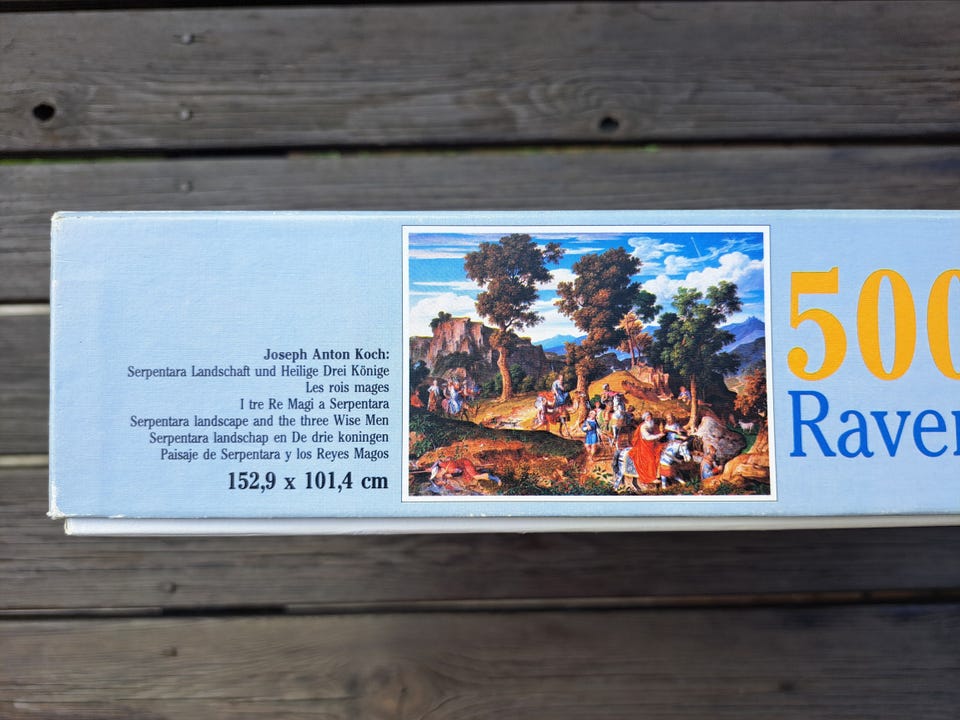 Joseph Anton Koch:
Serpentara Landschaft und Heilige Drei Könige
Les rois mages
I tre Re Magi a Serpentara
Serpentara landscape and the three Wise Men
Serpentara landschap en De drie koningen
Paisaje de Serpentara y los Reyes Magos
152,9 x 101,4 cm
500
Raven